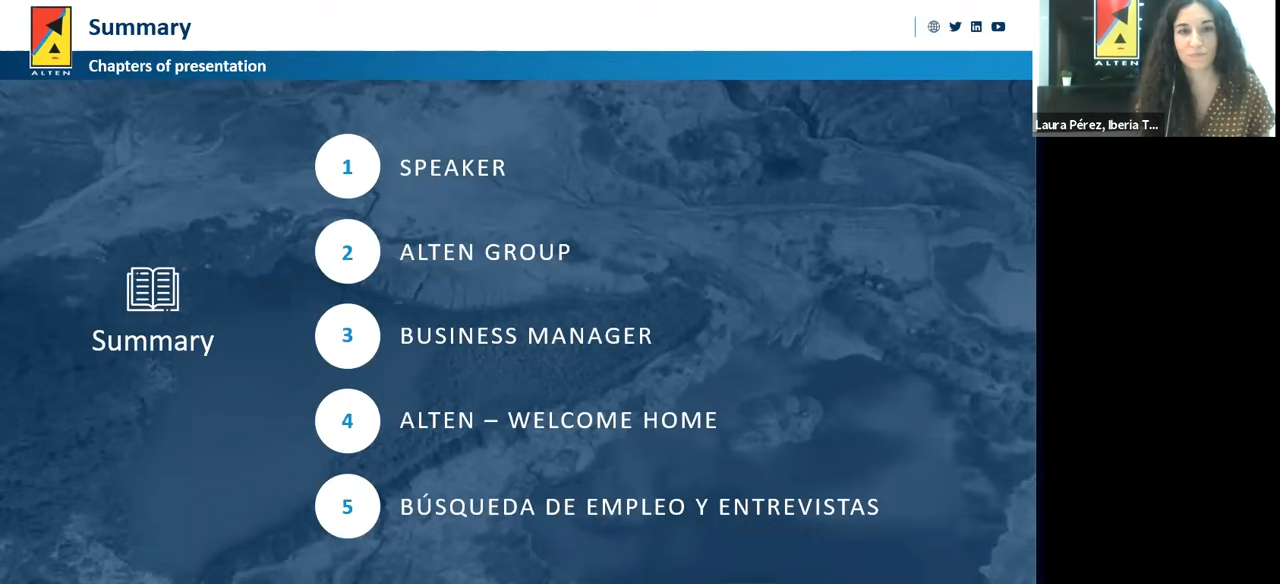 Summary
Chapters of presentation
ALTEN
ALTEN
Laura Pérez, Iberia T...
Summary
1 SPEAKER
2 ALTEN GROUP
3 BUSINESS MANAGER
4 ALTEN – WELCOME HOME
5 BÚSQUEDA DE EMPLEO Y ENTREVISTAS